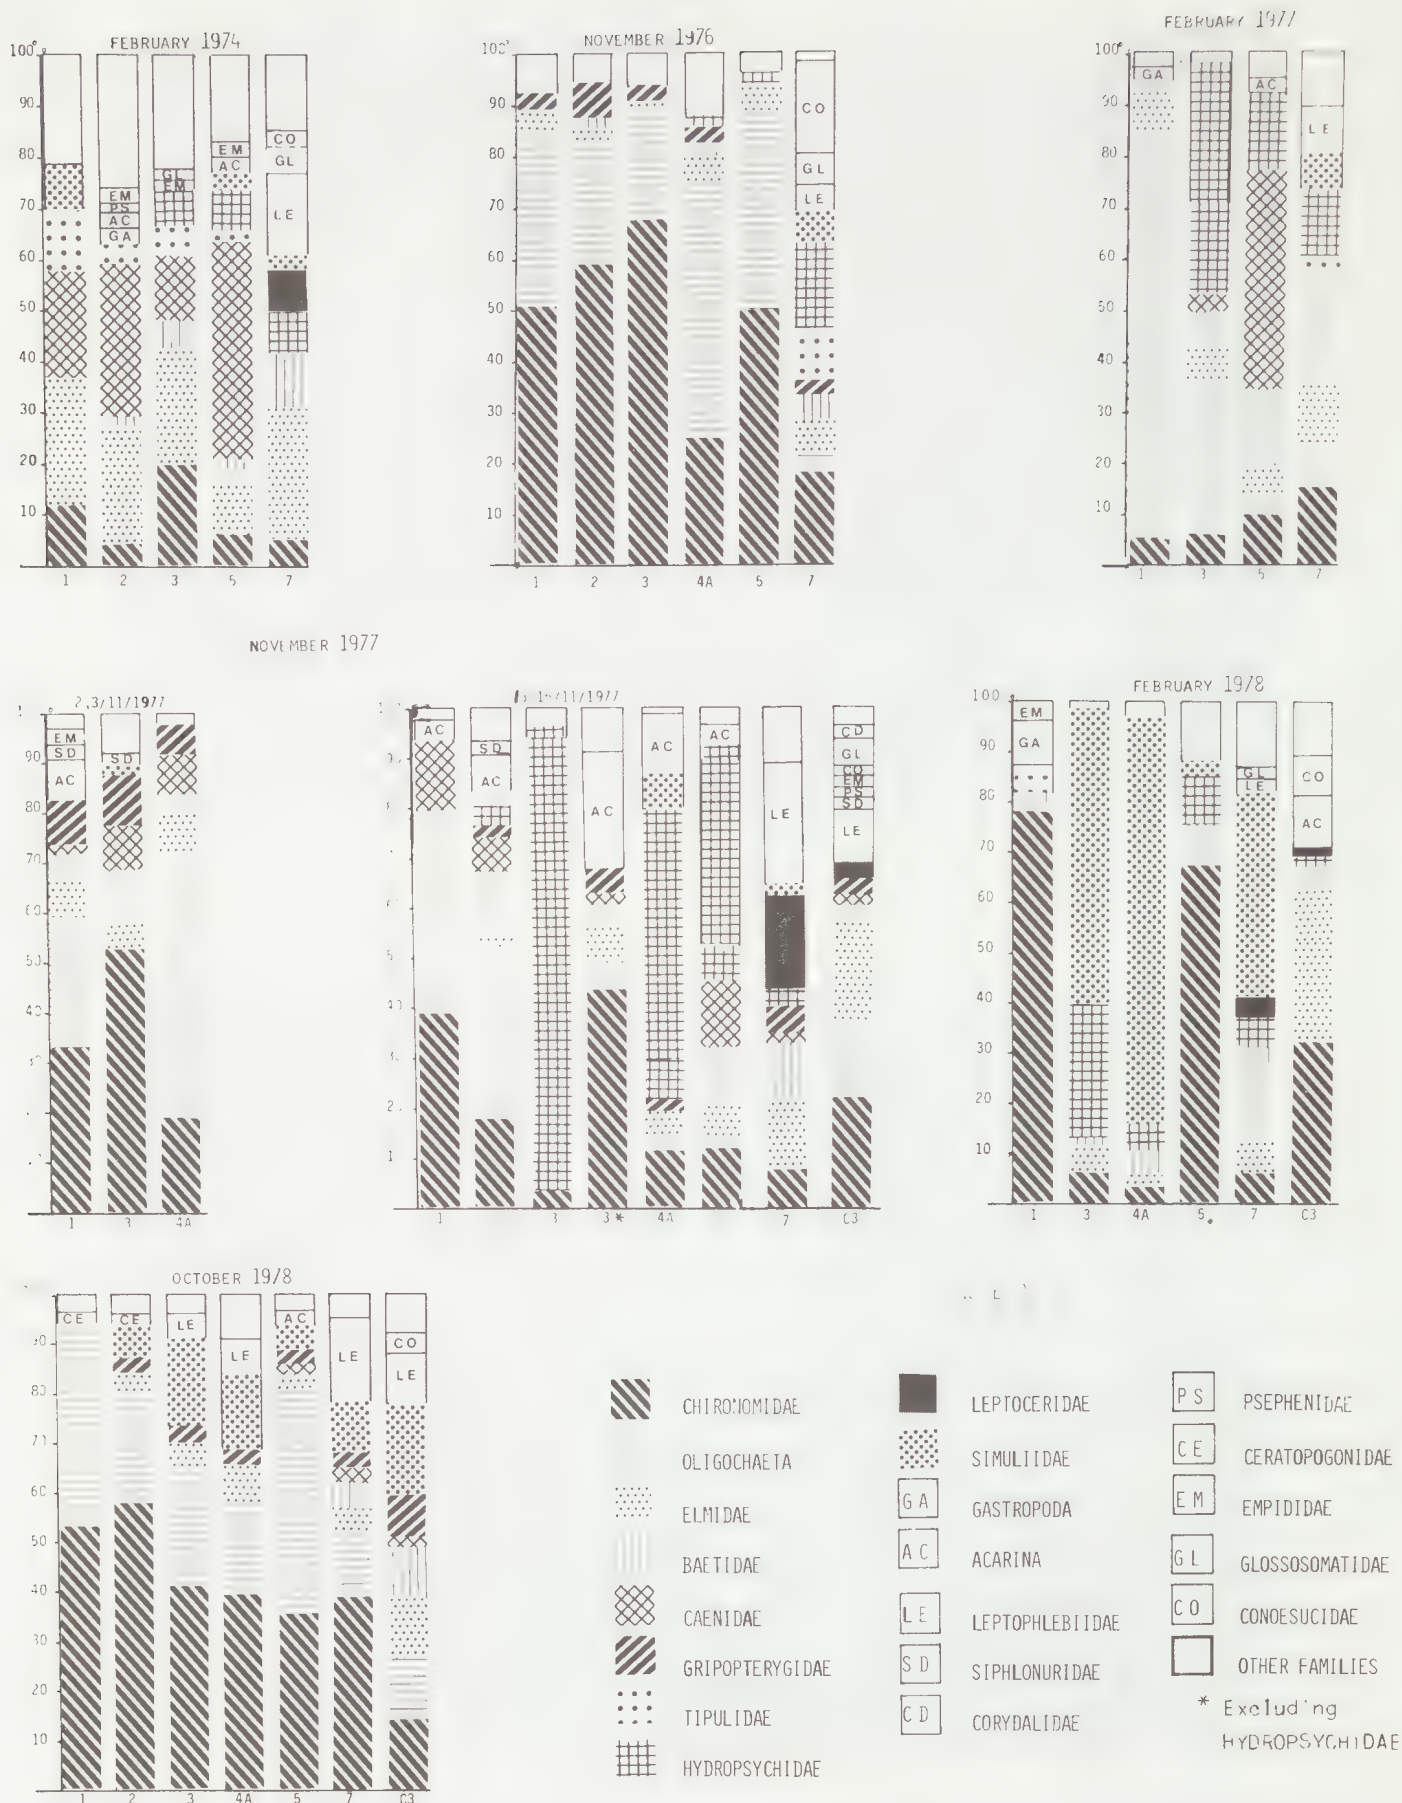 FEBRUARY 1974
100
90
80
70
60
50
40
30
20
10
EM
PS
AC
GA
GL
EM
EM
AC
CO
GL
LE
1 2 3 5 7
NOVEMBER 1976
90
80
70
60
50
40
30
20
10
CO
GL
LE
1 2 3 4A 5 7
FEBRUARY 1977
100
90
80
70
60
50
40
30
20
10
GA
AC
LE
1 3 5 7
NOVEMBER 1977
2,3/11/1977
90
80
70
60
50
40
EM
SD
AC
SD
1 3 4A
/11/1977
40
AC
SD
AC
AC
AC
AC
LE
CD
GL
CO
EM
PS
SD
LE
1 3 3* 4A 7 C3
FEBRUARY 1978
100
90
80
70
60
50
40
30
20
10
EM
GA
GL
LE
CO
AC
1 3 4A 5 7 C3
OCTOBER 1978
80
60
50
40
30
20
10
CE
CE
LE
LE
AC
LE
CO
LE
1 2 3 4A 5 7 C3
CHIRONOMIDAE
OLIGOCHAETA
ELMIDAE
BAETIDAE
CAENIDAE
GRIPOPTERYGIDAE
TIPULIDAE
HYDROPSYCHIDAE
LEPTOCERIDAE
SIMULIIDAE
GA GASTROPODA
AC ACARINA
LE LEPTOPHLEBIIDAE
SD SIPHLONURIDAE
CD CORYDALIDAE
PS PSEPHENIDAE
CE CERATOPOGONIDAE
EM EMPIDIDAE
GL GLOSSOSOMATIDAE
CO CONOESUCIDAE
OTHER FAMILIES
* Excluding
HYDROPSYCHIDAE